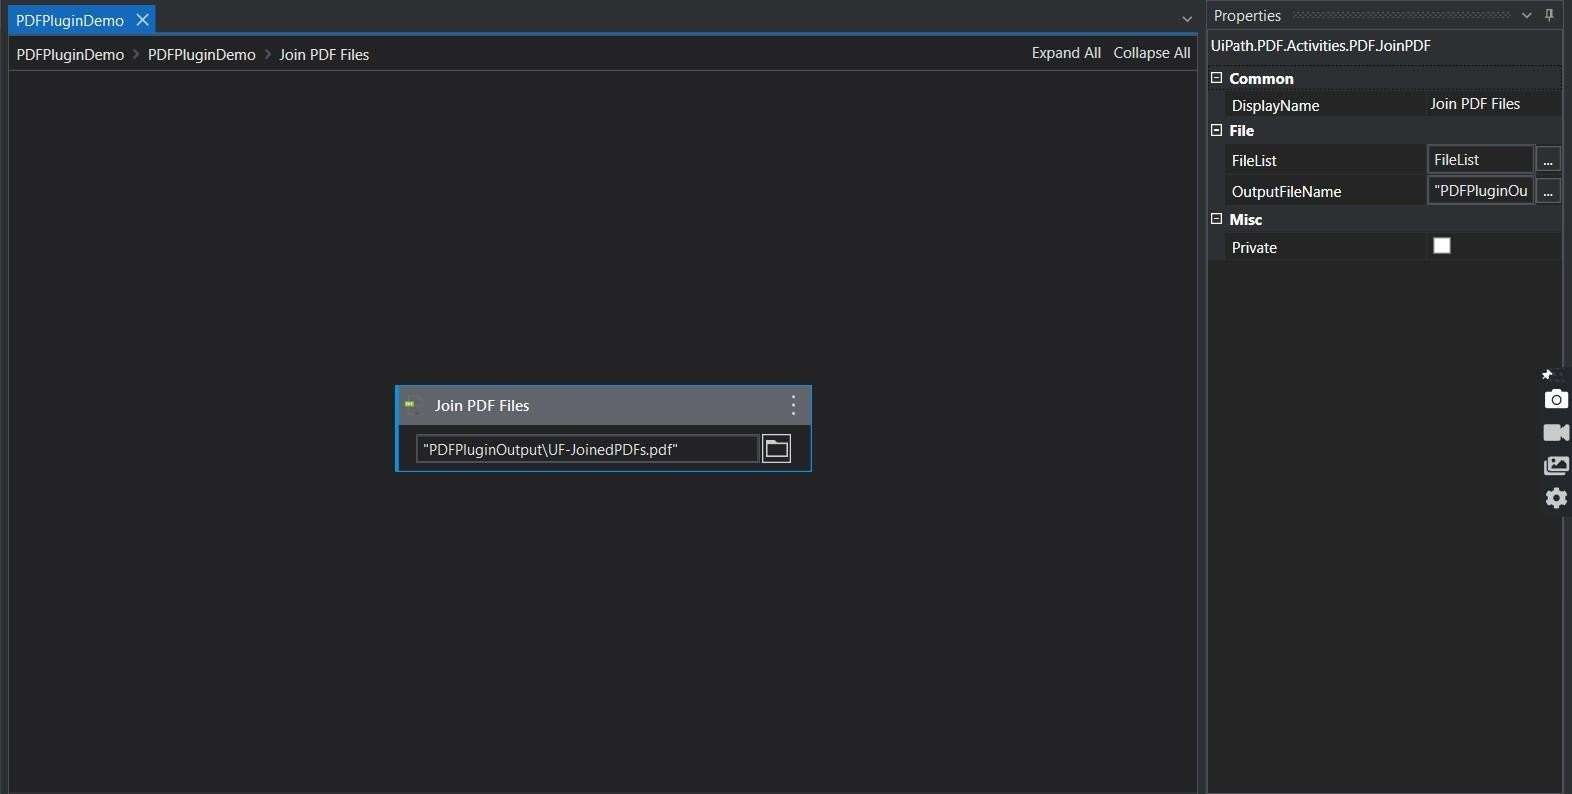 PDFPluginDemo
PDFPluginDemo > PDFPluginDemo > Join PDF Files
Expand All Collapse All
Join PDF Files
"PDFPluginOutput\UF-JoinedPDFs.pdf"
Properties
UiPath.PDF.Activities.PDF.JoinPDF
Common
DisplayName Join PDF Files
File
FileList FileList ...
OutputFileName "PDFPluginOu ...
Misc
Private